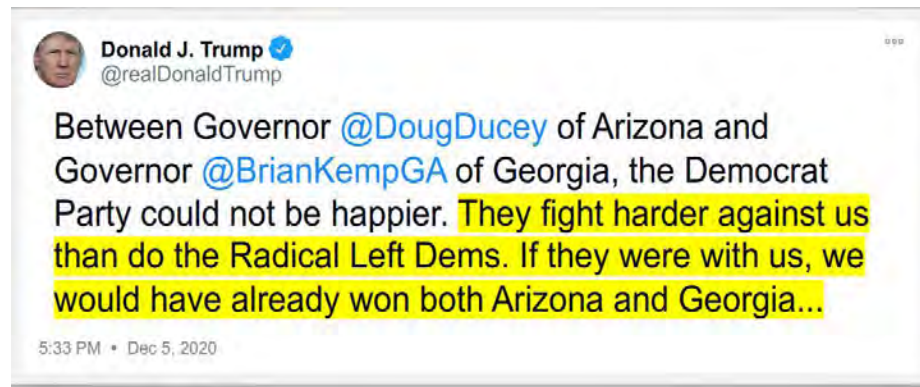 Donald J. Trump
@realDonaldTrump
Between Governor @DougDucey of Arizona and
Governor @BrianKempGA of Georgia, the Democrat
Party could not be happier. They fight harder against us
than do the Radical Left Dems. If they were with us, we
would have already won both Arizona and Georgia...
5:33 PM • Dec 5, 2020